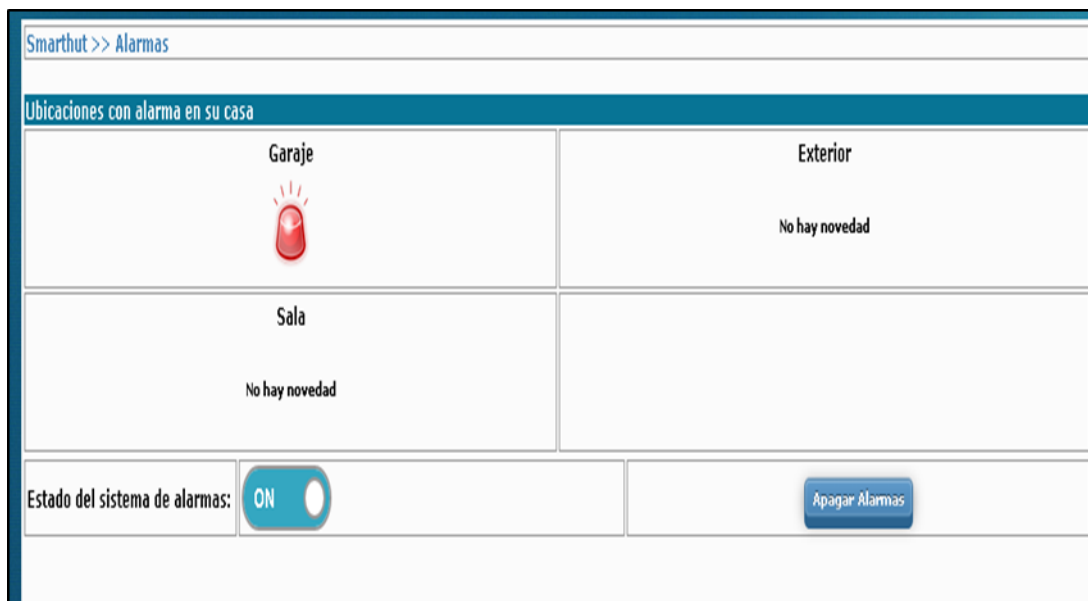 Smarthut >> Alarmas
Ubicaciones con alarma en su casa
Garaje
Exterior
No hay novedad
Sala
No hay novedad
Estado del sistema de alarmas:
ON
Apagar Alarmas